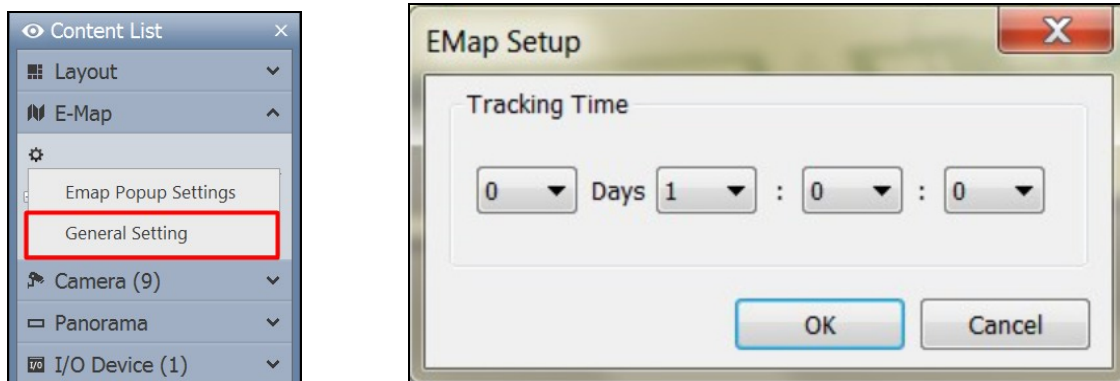 Content List
Layout
E-Map
Emap Popup Settings
General Setting
Camera (9)
Panorama
I/O Device (1)
EMap Setup
Tracking Time
0 Days 1 : 0 : 0
OK Cancel